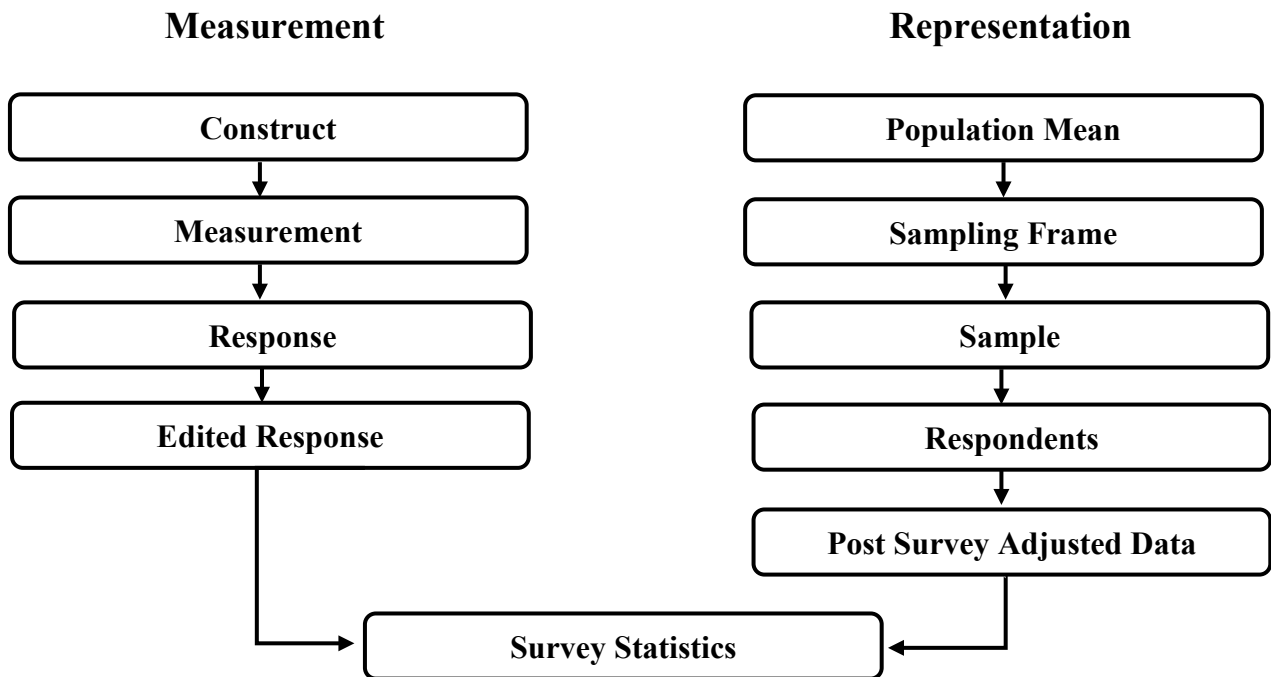 Measurement
Representation
Construct
Population Mean
Measurement
Sampling Frame
Response
Sample
Edited Response
Respondents
Post Survey Adjusted Data
Survey Statistics